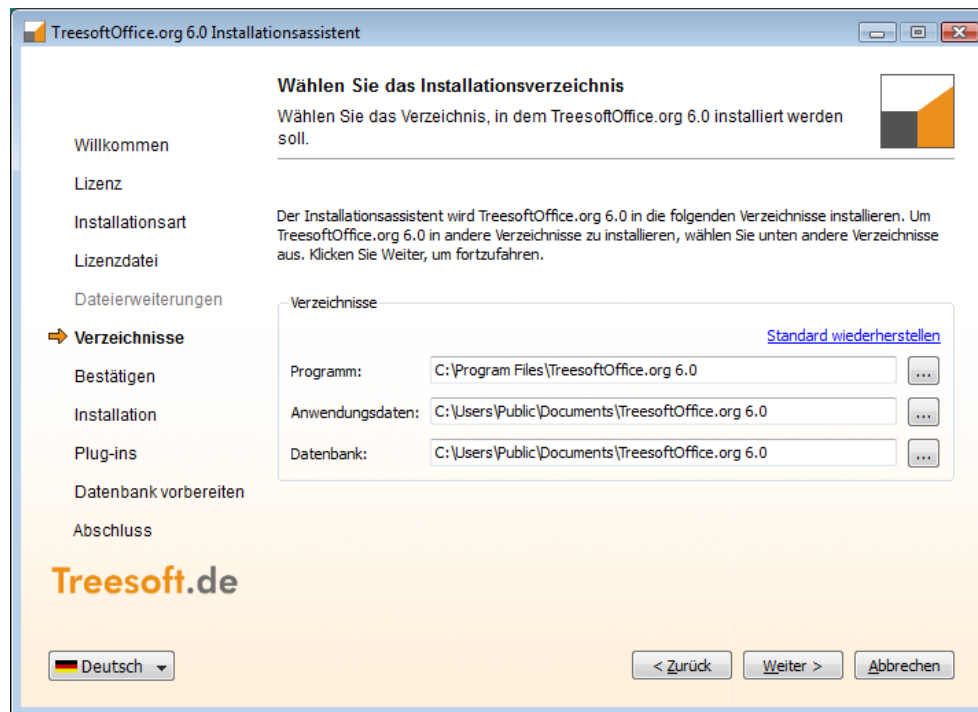 TreesoftOffice.org 6.0 Installationsassistent
Wählen Sie das Installationsverzeichnis
Wählen Sie das Verzeichnis, in dem TreesoftOffice.org 6.0 installiert werden
soll.
Willkommen
Lizenz
Installationsart
Lizenzdatei
Dateierweiterungen
Verzeichnisse
Bestätigen
Installation
Plug-ins
Datenbank vorbereiten
Abschluss
Der Installationsassistent wird TreesoftOffice.org 6.0 in die folgenden Verzeichnisse installieren. Um
TreesoftOffice.org 6.0 in andere Verzeichnisse zu installieren, wählen Sie unten andere Verzeichnisse
aus. Klicken Sie Weiter, um fortzufahren.
Verzeichnisse
Standard wiederherstellen
Programm: C:\Program Files\TreesoftOffice.org 6.0 ...
Anwendungsdaten: C:\Users\Public\Documents\TreesoftOffice.org 6.0 ...
Datenbank: C:\Users\Public\Documents\TreesoftOffice.org 6.0 ...
Treesoft.de
Deutsch
< Zurück Weiter > Abbrechen